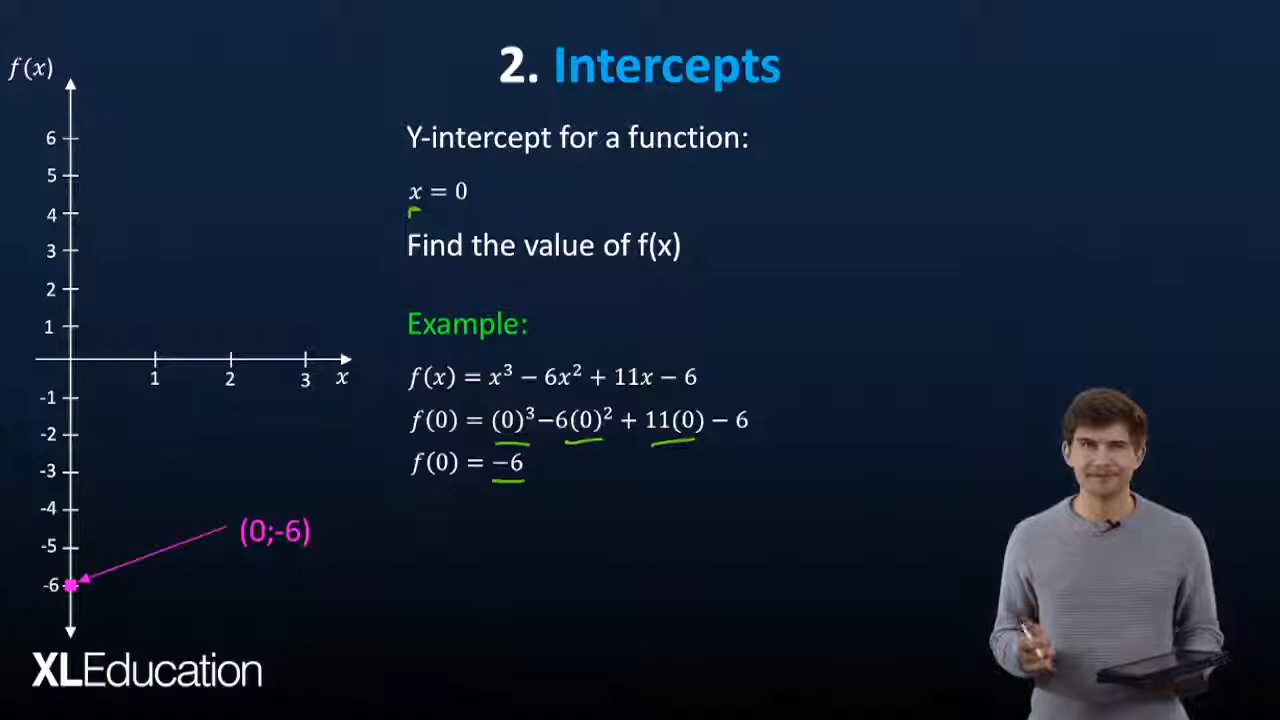 2. Intercepts
f(x)
Y-intercept for a function:
x = 0
Find the value of f(x)
Example:
f(x) = x³ − 6x² + 11x − 6
f(0) = (0)³−6(0)² + 11(0) − 6
f(0) = −6
6
5
4
3
2
1
1 2 3 x
-1
-2
-3
-4
-5
-6
(0;-6)
XLEducation